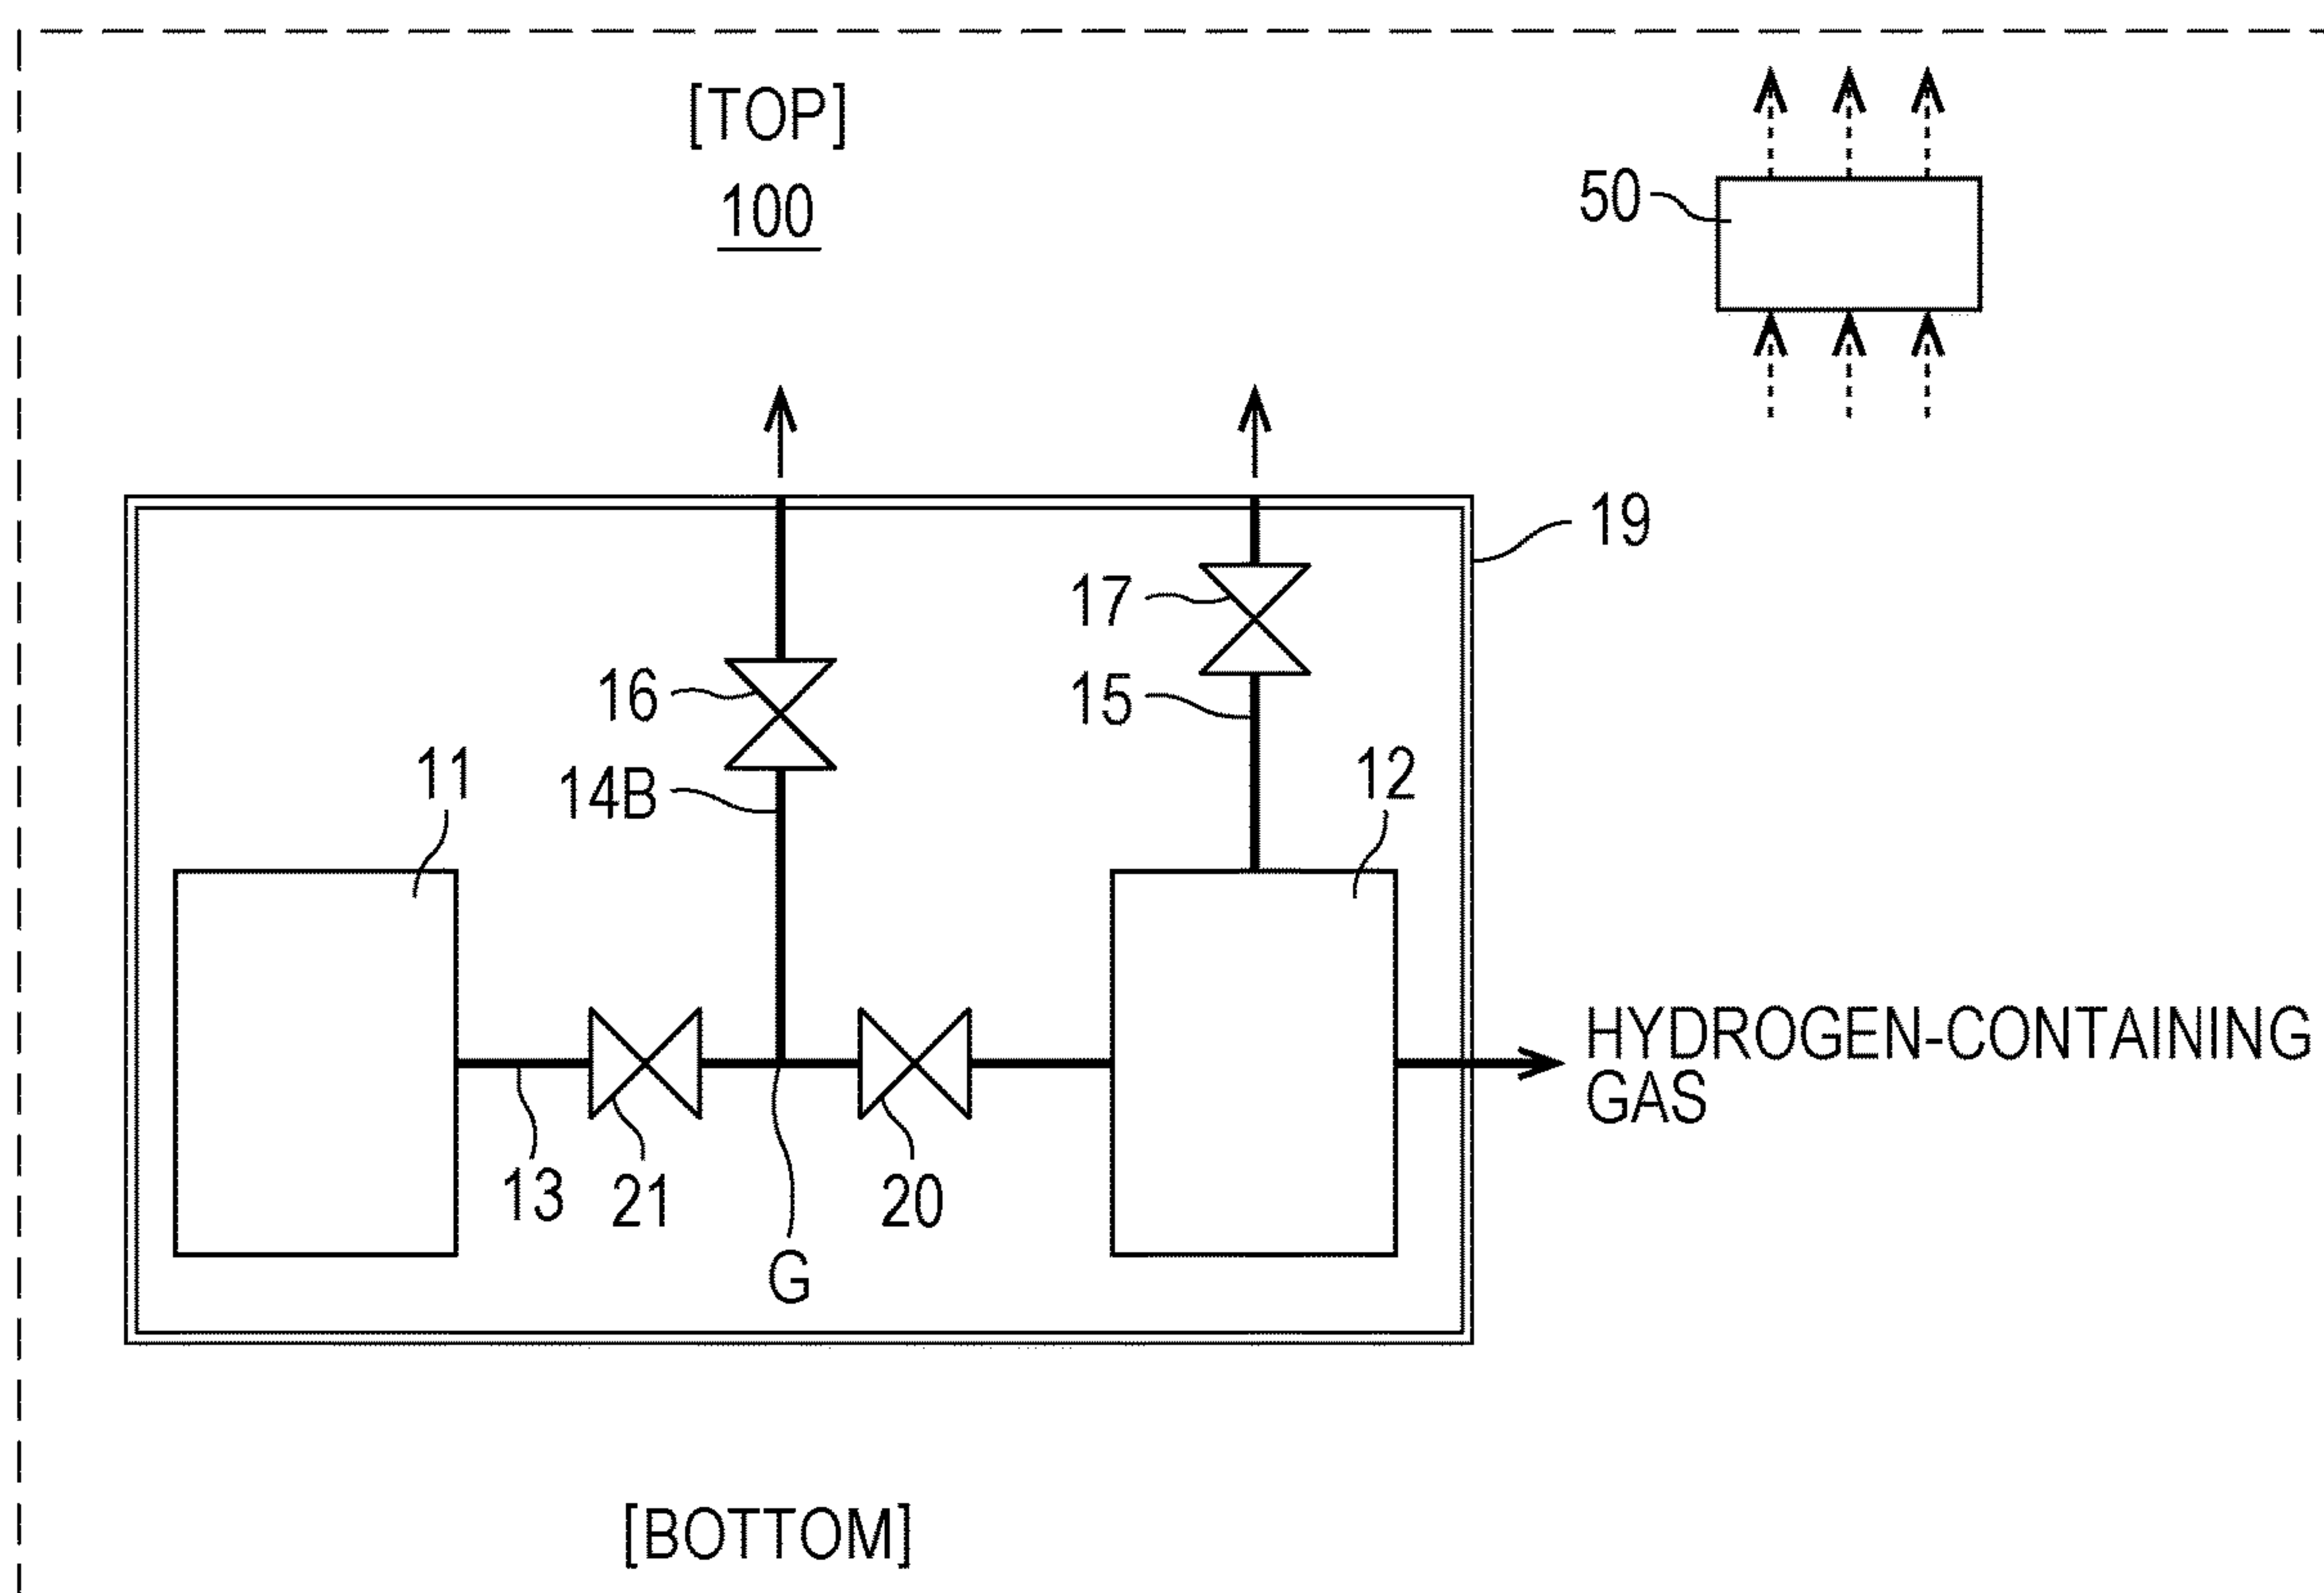 [TOP]
100
50
19
17
16
15
11
14B
12
HYDROGEN-CONTAINING
GAS
13
21
20
G
[BOTTOM]